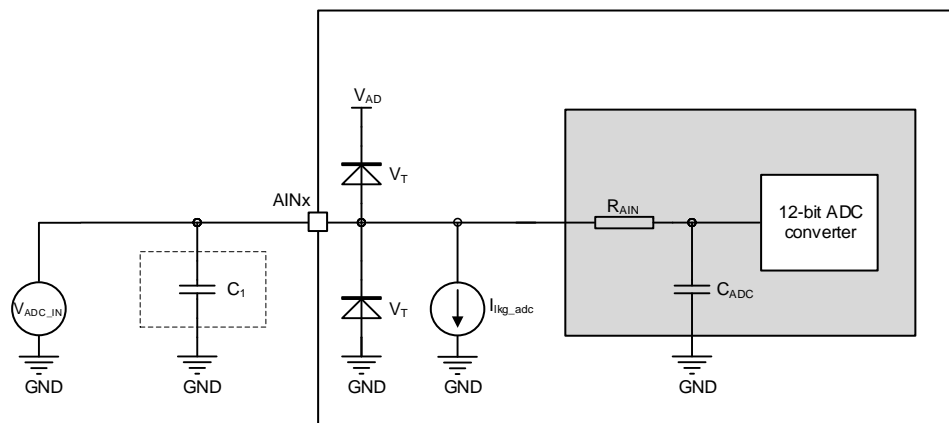 V_AD
V_T
AINx
R_AIN
12-bit ADC
converter
V_ADC_IN
C_1
V_T
I_lkg_adc
C_ADC
GND
GND
GND
GND
GND